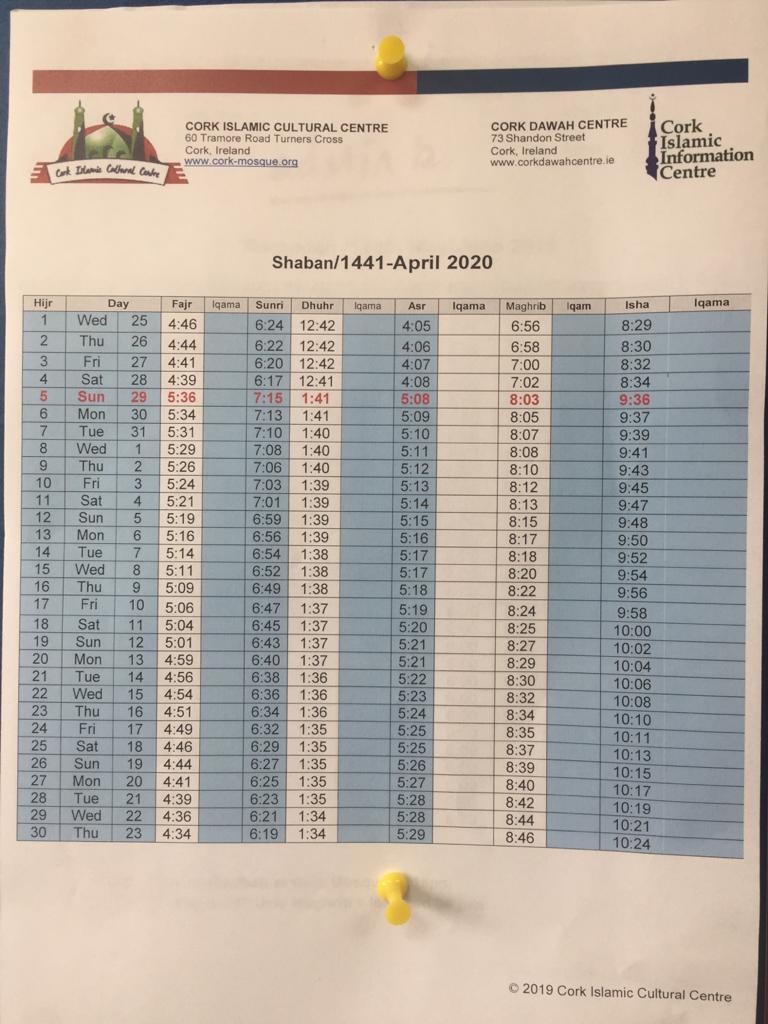 CORK ISLAMIC CULTURAL CENTRE
60 Tramore Road Turners Cross
Cork, Ireland
www.cork-mosque.org
Cork Islamic Cultural Centre
CORK DAWAH CENTRE
73 Shandon Street
Cork, Ireland
www.corkdawahcentre.ie
Cork
Islamic
Information
Centre
Shaban/1441-April 2020
Hijr Day Fajr Iqama Sunri Dhuhr Iqama Asr Iqama Maghrib Iqam Isha Iqama
1 Wed 25 4:46 6:24 12:42 4:05 6:56 8:29
2 Thu 26 4:44 6:22 12:42 4:06 6:58 8:30
3 Fri 27 4:41 6:20 12:42 4:07 7:00 8:32
4 Sat 28 4:39 6:17 12:41 4:08 7:02 8:34
5 Sun 29 5:36 7:15 1:41 5:08 8:03 9:36
6 Mon 30 5:34 7:13 1:41 5:09 8:05 9:37
7 Tue 31 5:31 7:10 1:40 5:10 8:07 9:39
8 Wed 1 5:29 7:08 1:40 5:11 8:08 9:41
9 Thu 2 5:26 7:06 1:40 5:12 8:10 9:43
10 Fri 3 5:24 7:03 1:39 5:13 8:12 9:45
11 Sat 4 5:21 7:01 1:39 5:14 8:13 9:47
12 Sun 5 5:19 6:59 1:39 5:15 8:15 9:48
13 Mon 6 5:16 6:56 1:39 5:16 8:17 9:50
14 Tue 7 5:14 6:54 1:38 5:17 8:18 9:52
15 Wed 8 5:11 6:52 1:38 5:17 8:20 9:54
16 Thu 9 5:09 6:49 1:38 5:18 8:22 9:56
17 Fri 10 5:06 6:47 1:37 5:19 8:24 9:58
18 Sat 11 5:04 6:45 1:37 5:20 8:25 10:00
19 Sun 12 5:01 6:43 1:37 5:21 8:27 10:02
20 Mon 13 4:59 6:40 1:37 5:21 8:29 10:04
21 Tue 14 4:56 6:38 1:36 5:22 8:30 10:06
22 Wed 15 4:54 6:36 1:36 5:23 8:32 10:08
23 Thu 16 4:51 6:34 1:36 5:24 8:34 10:10
24 Fri 17 4:49 6:32 1:35 5:25 8:35 10:11
25 Sat 18 4:46 6:29 1:35 5:25 8:37 10:13
26 Sun 19 4:44 6:27 1:35 5:26 8:39 10:15
27 Mon 20 4:41 6:25 1:35 5:27 8:40 10:17
28 Tue 21 4:39 6:23 1:35 5:28 8:42 10:19
29 Wed 22 4:36 6:21 1:34 5:28 8:44 10:21
30 Thu 23 4:34 6:19 1:34 5:29 8:46 10:24
© 2019 Cork Islamic Cultural Centre